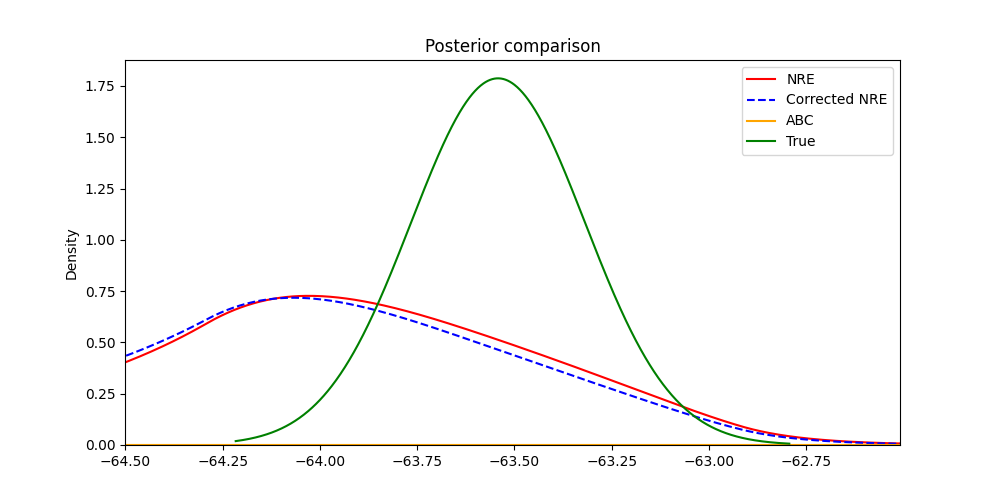 Posterior comparison
NRE
Corrected NRE
ABC
True
Density
1.75
1.50
1.25
1.00
0.75
0.50
0.25
0.00
−64.50 −64.25 −64.00 −63.75 −63.50 −63.25 −63.00 −62.75